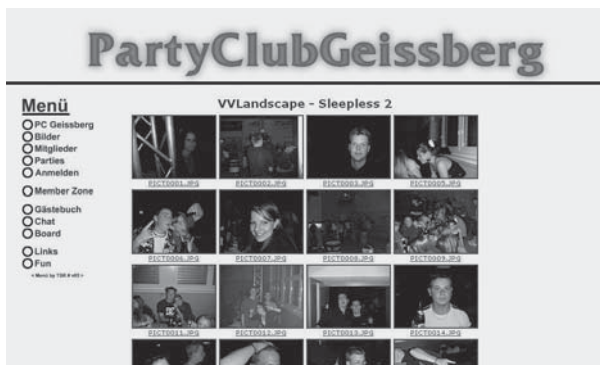 PartyClubGeissberg
Menü
PC Geissberg
Bilder
Mitglieder
Parties
Anmelden
Member Zone
Gästebuch
Chat
Board
Links
Fun
VVLandscape - Sleepless 2
PICT0001.JPG PICT0002.JPG PICT0003.JPG PICT0005.JPG
PICT0006.JPG PICT0007.JPG PICT0008.JPG PICT0009.JPG
PICT0011.JPG PICT0012.JPG PICT0013.JPG PICT0014.JPG